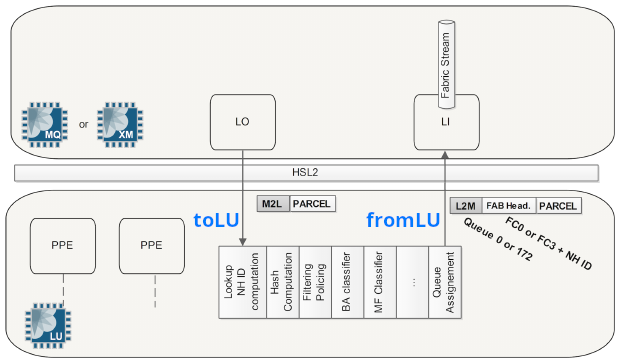 Fabric Stream
MQ
or
XM
LO
LI
HSL2
M2L PARCEL
L2M FAB Head. PARCEL
toLU
fromLU
FC0 or FC3 + NH ID
Queue 0 or 172
PPE
PPE
Lookup
NH ID
computation
Hash
Computation
Filtering
Policing
BA classifier
MF Classifier
...
Queue
Assignement
LU